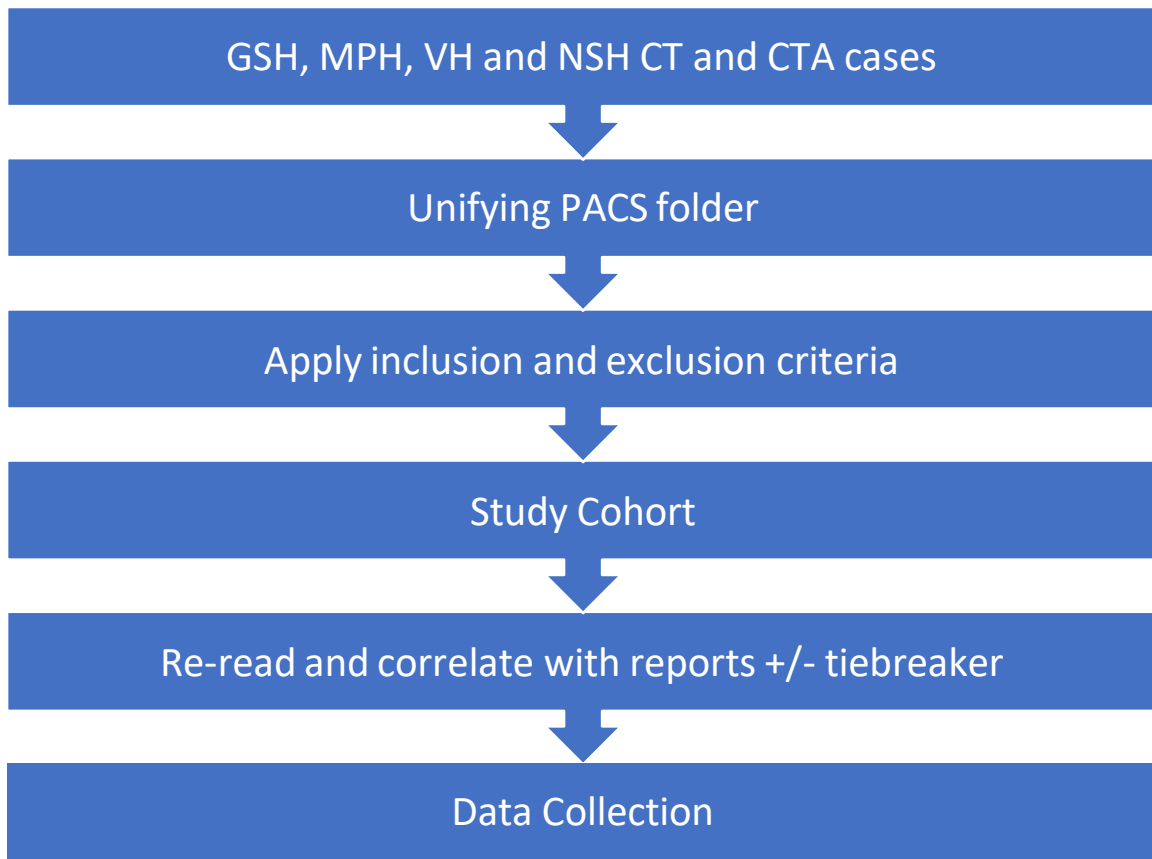 GSH, MPH, VH and NSH CT and CTA cases
Unifying PACS folder
Apply inclusion and exclusion criteria
Study Cohort
Re-read and correlate with reports +/- tiebreaker
Data Collection